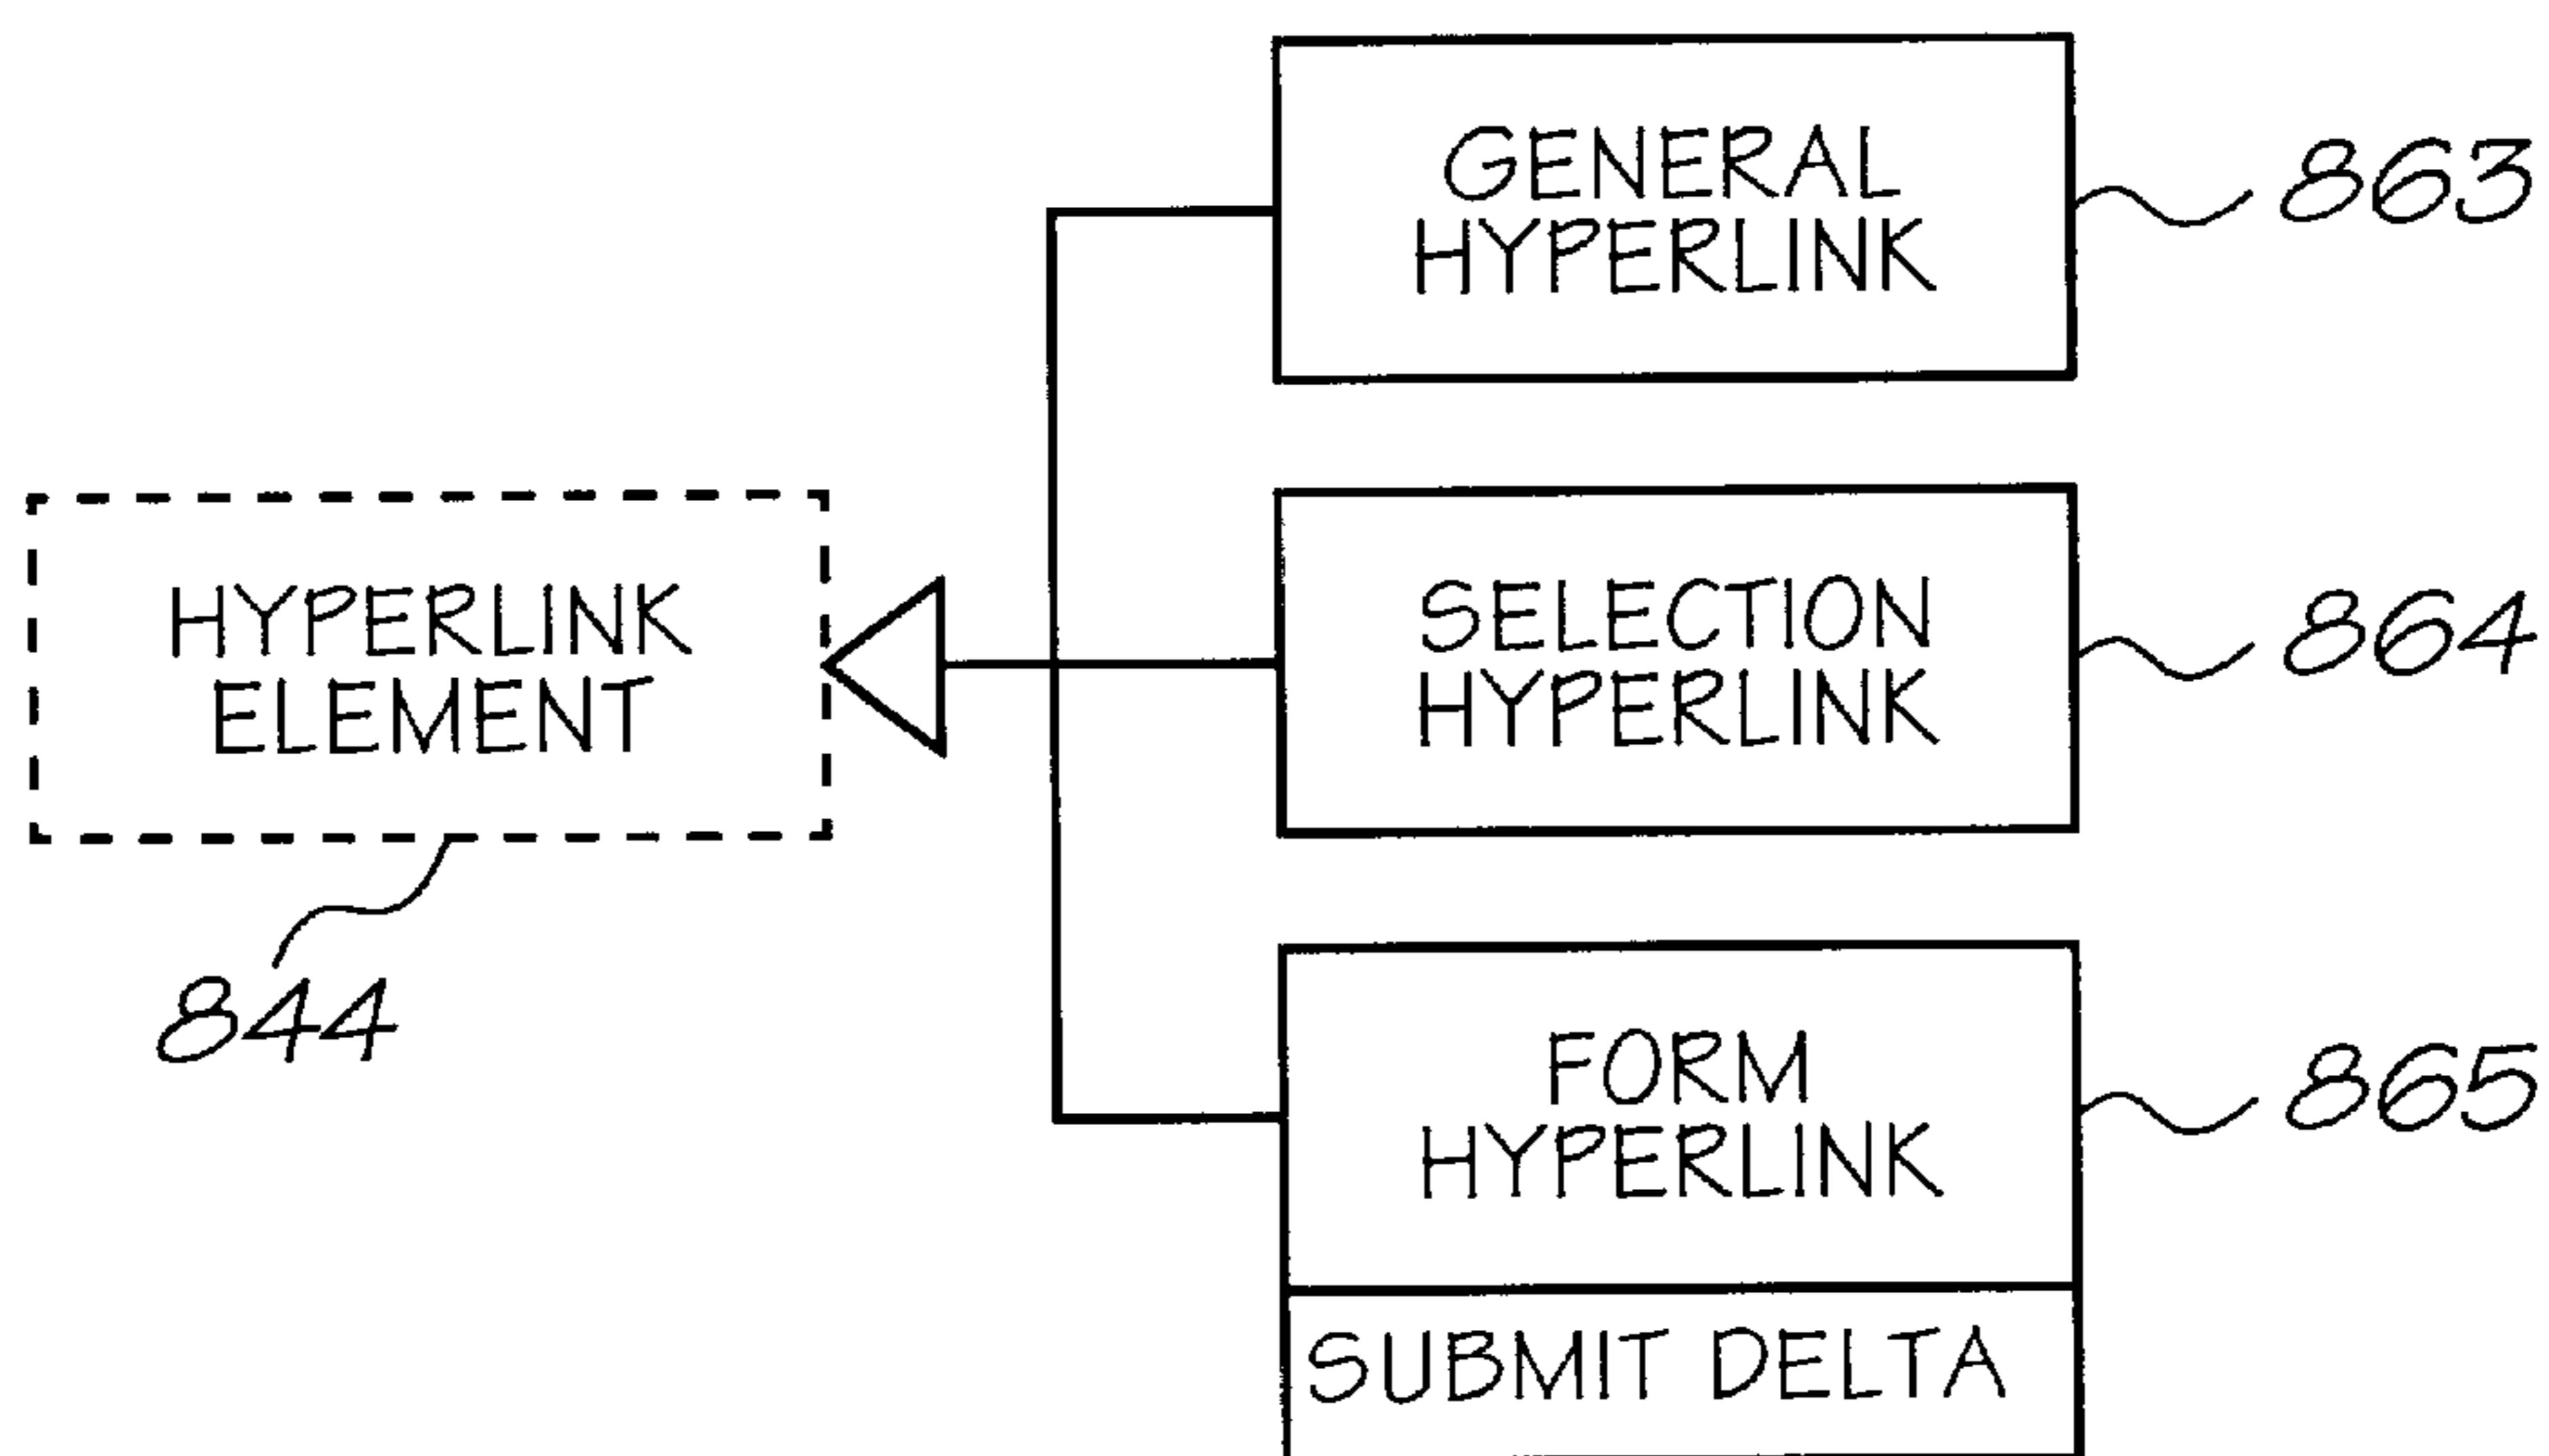 GENERAL
HYPERLINK
863
HYPERLINK
ELEMENT
844
SELECTION
HYPERLINK
864
FORM
HYPERLINK
865
SUBMIT DELTA